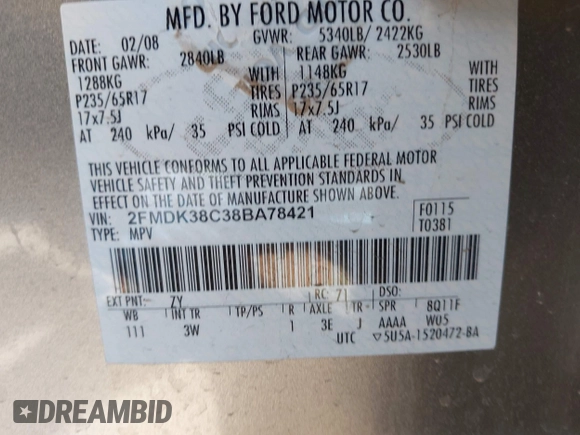 MFD. BY FORD MOTOR CO.
DATE: 02/08 GVWR: 5340LB/ 2422KG
FRONT GAWR: 2840LB REAR GAWR: 2530LB
1288KG WITH 1148KG WITH
P235/65R17 TIRES P235/65R17 TIRES
17x7.5J RIMS 17x7.5J RIMS
AT 240 kPa/ 35 PSI COLD AT 240 kPa/ 35 PSI COLD
THIS VEHICLE CONFORMS TO ALL APPLICABLE FEDERAL MOTOR
VEHICLE SAFETY AND THEFT PREVENTION STANDARDS IN
EFFECT ON THE DATE OF MANUFACTURE SHOWN ABOVE.
VIN: 2FMDK38C38BA78421 F0115
TYPE: MPV T0381
EXT PNT: ZY RC: 71 DSO:
WB INT TR TP/PS R AXLE TR SPR 8Q11F
111 3W 1 3E J AAAA WU5
UTC ▽5U5A-1520472-BA
DREAMBID